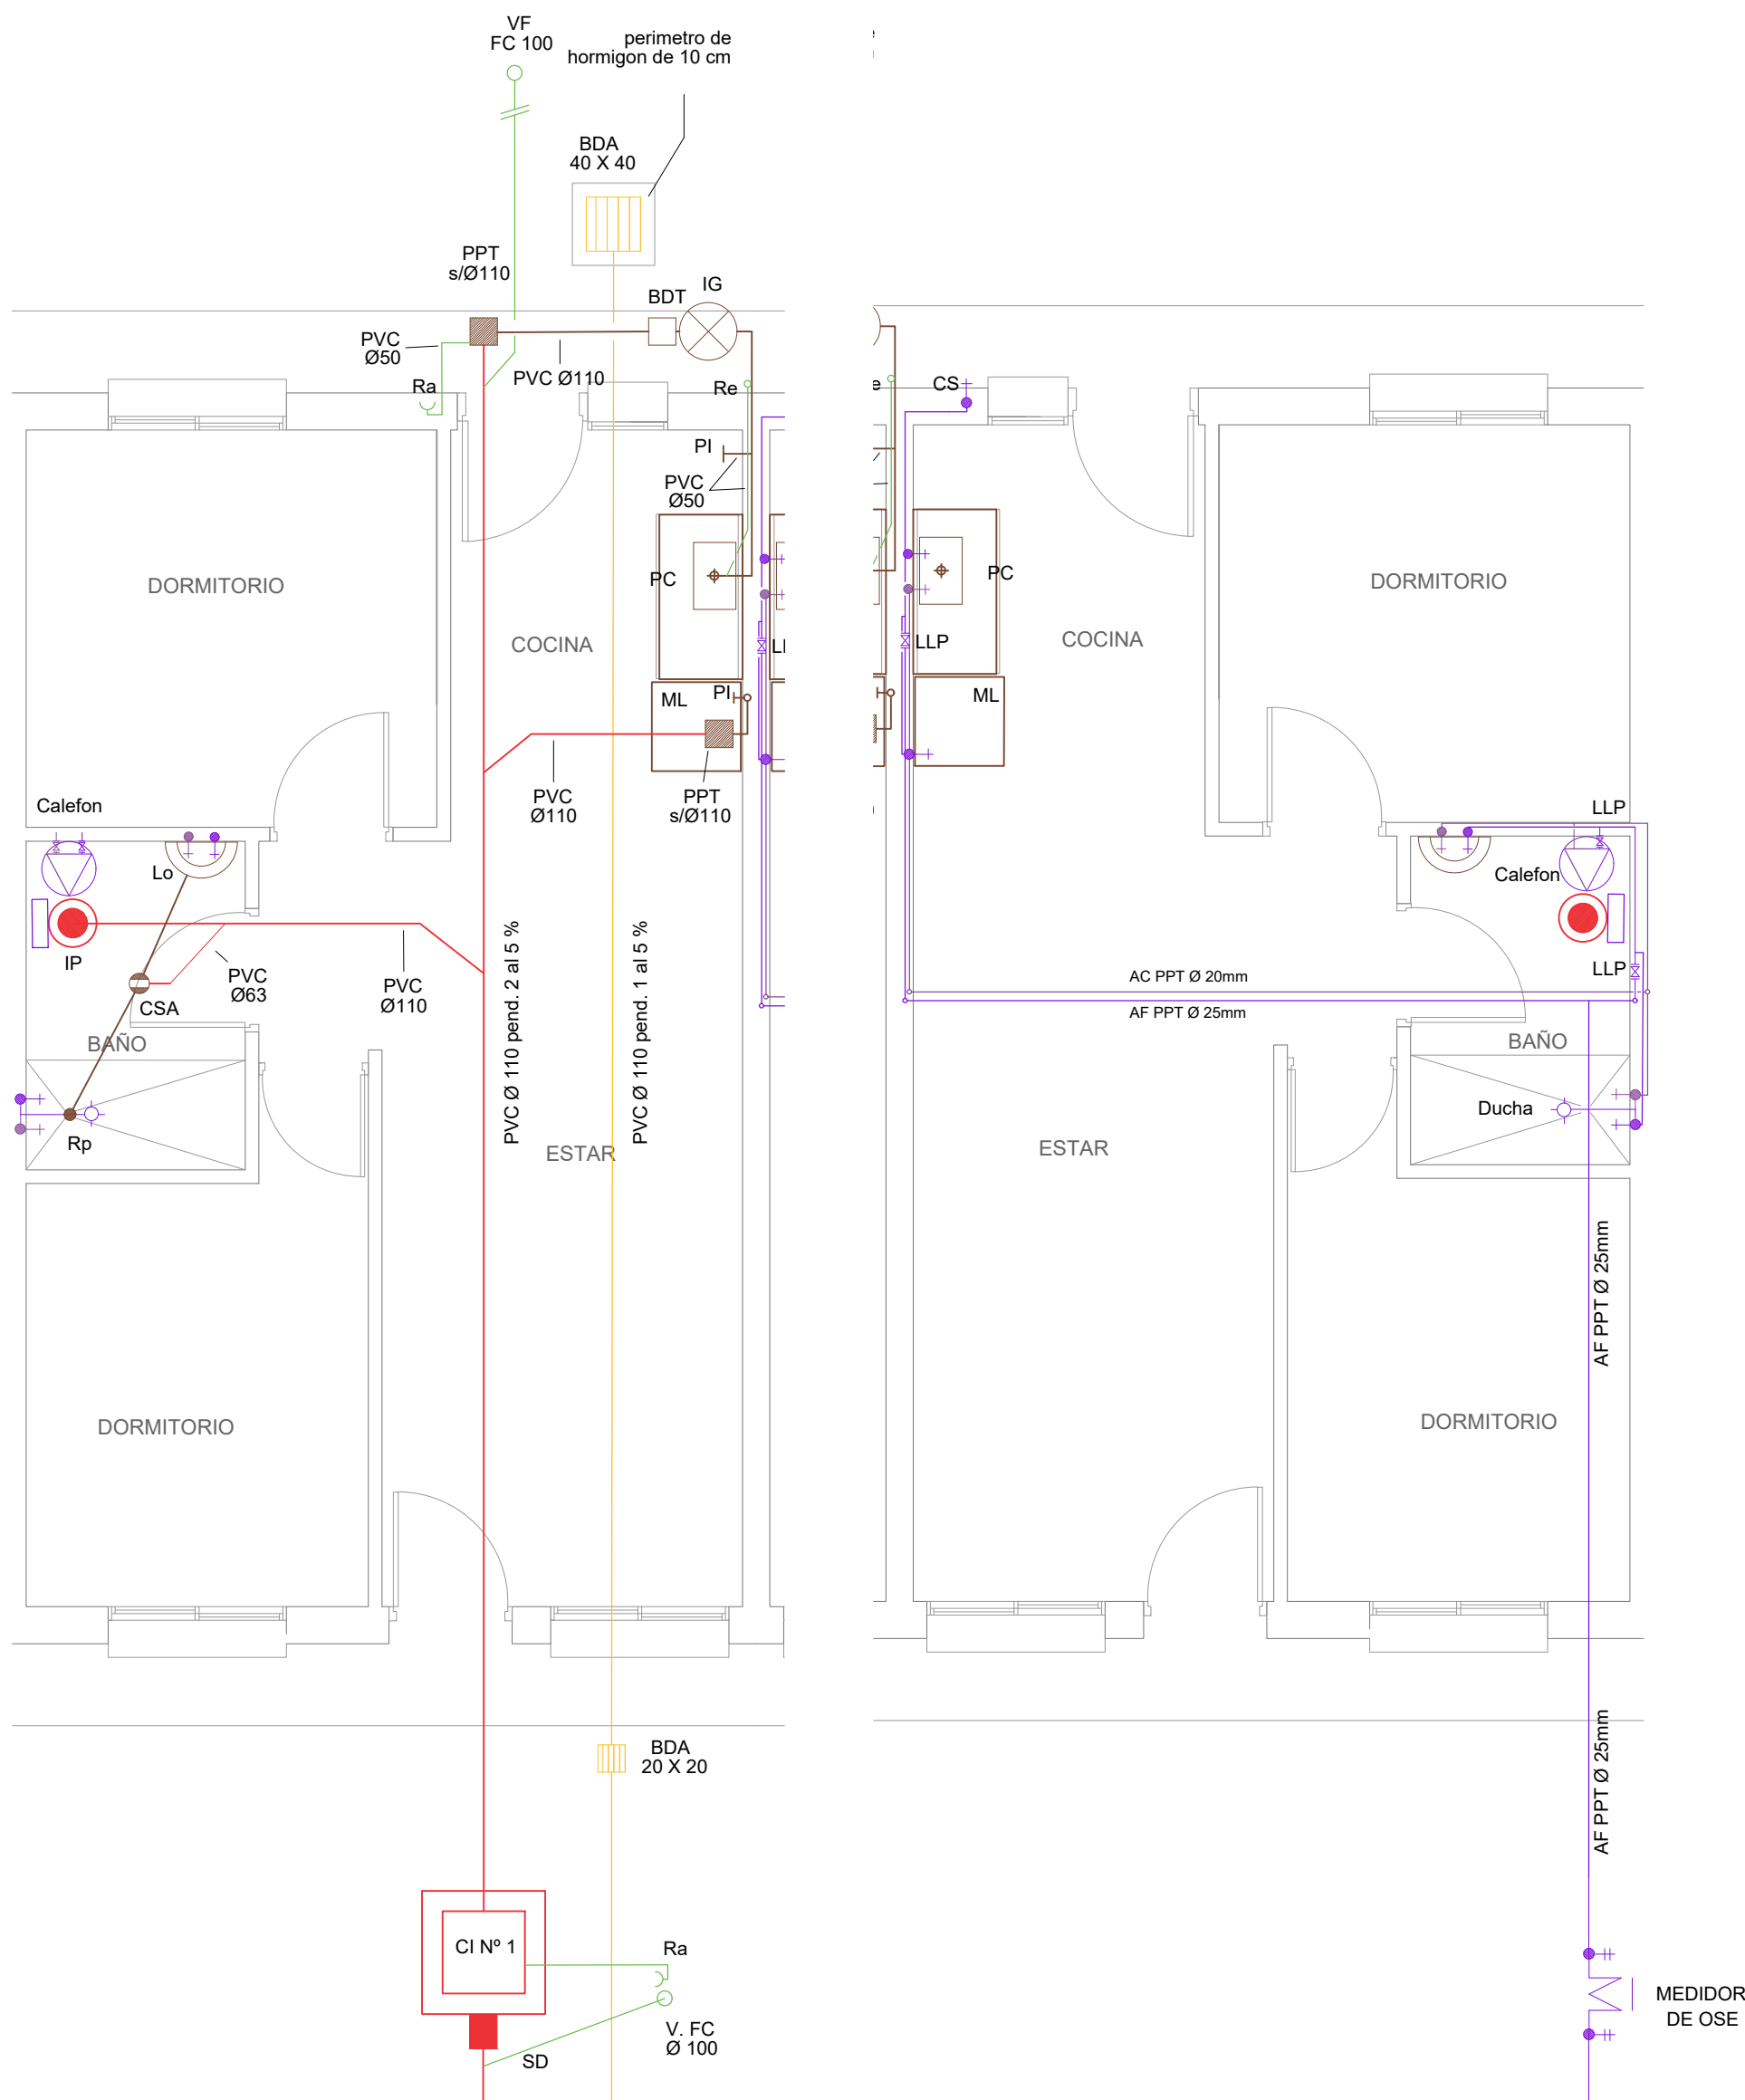 VF
FC 100
perimetro de
hormigon de 10 cm
BDA
40 X 40
PPT
s/Ø110
BDT
IG
PVC
Ø50
PVC Ø110
Ra
Re
PI
PVC
Ø50
DORMITORIO
PC
COCINA
ML
PI
Calefon
PVC
Ø110
PPT
s/Ø110
Lo
IP
PVC
Ø63
PVC
Ø110
CSA
BAÑO
Rp
PVC Ø 110 pend. 2 al 5 %
PVC Ø 110 pend. 1 al 5 %
ESTAR
DORMITORIO
BDA
20 X 20
CI Nº 1
Ra
V. FC
Ø 100
SD
CS
PC
DORMITORIO
LLP
COCINA
ML
LLP
Calefon
LLP
AC PPT Ø 20mm
AF PPT Ø 25mm
BAÑO
Ducha
ESTAR
AF PPT Ø 25mm
DORMITORIO
AF PPT Ø 25mm
MEDIDOR
DE OSE